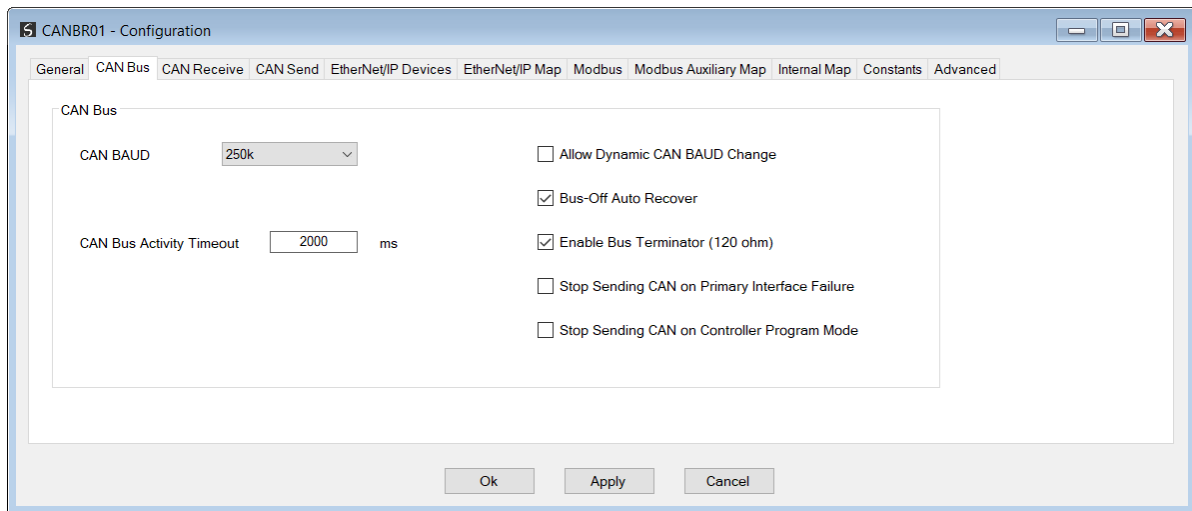 CANBR01 - Configuration
General CAN Bus CAN Receive CAN Send EtherNet/IP Devices EtherNet/IP Map Modbus Modbus Auxiliary Map Internal Map Constants Advanced
CAN Bus
CAN BAUD 250k Allow Dynamic CAN BAUD Change
Bus-Off Auto Recover
CAN Bus Activity Timeout 2000 ms Enable Bus Terminator (120 ohm)
Stop Sending CAN on Primary Interface Failure
Stop Sending CAN on Controller Program Mode
Ok Apply Cancel